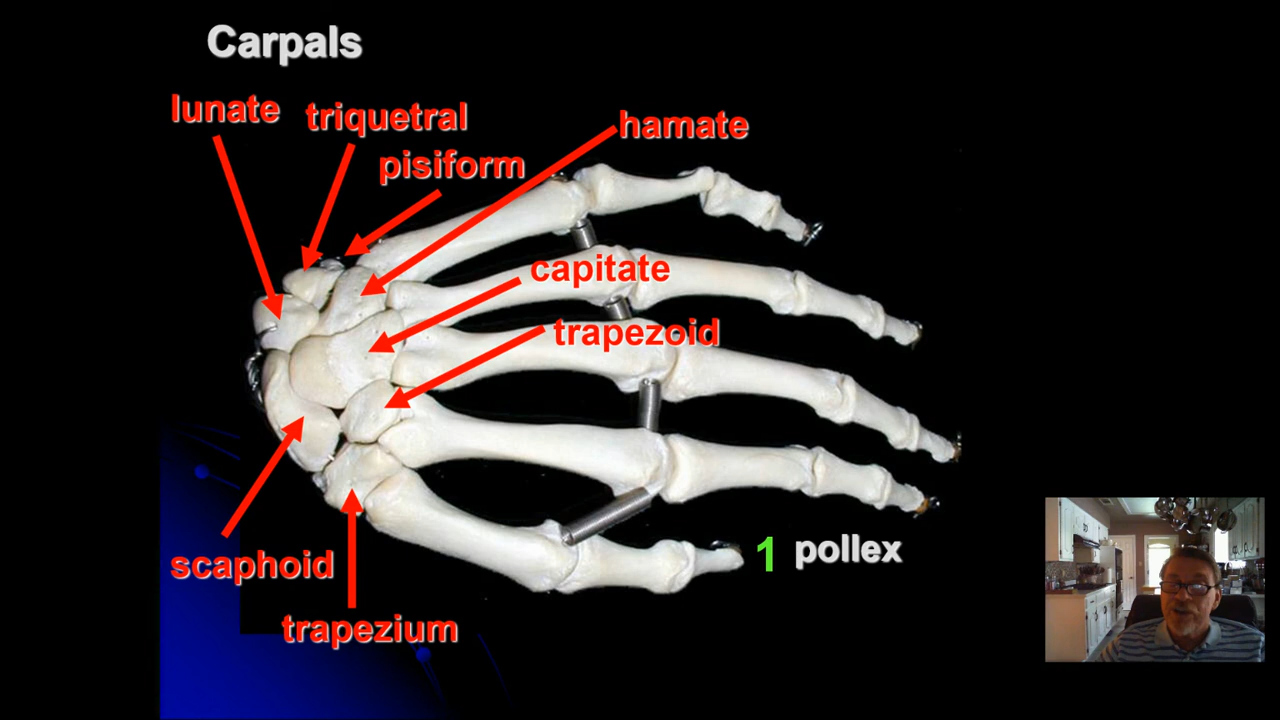 Carpals
lunate
triquetral
hamate
pisiform
capitate
trapezoid
1 pollex
scaphoid
trapezium